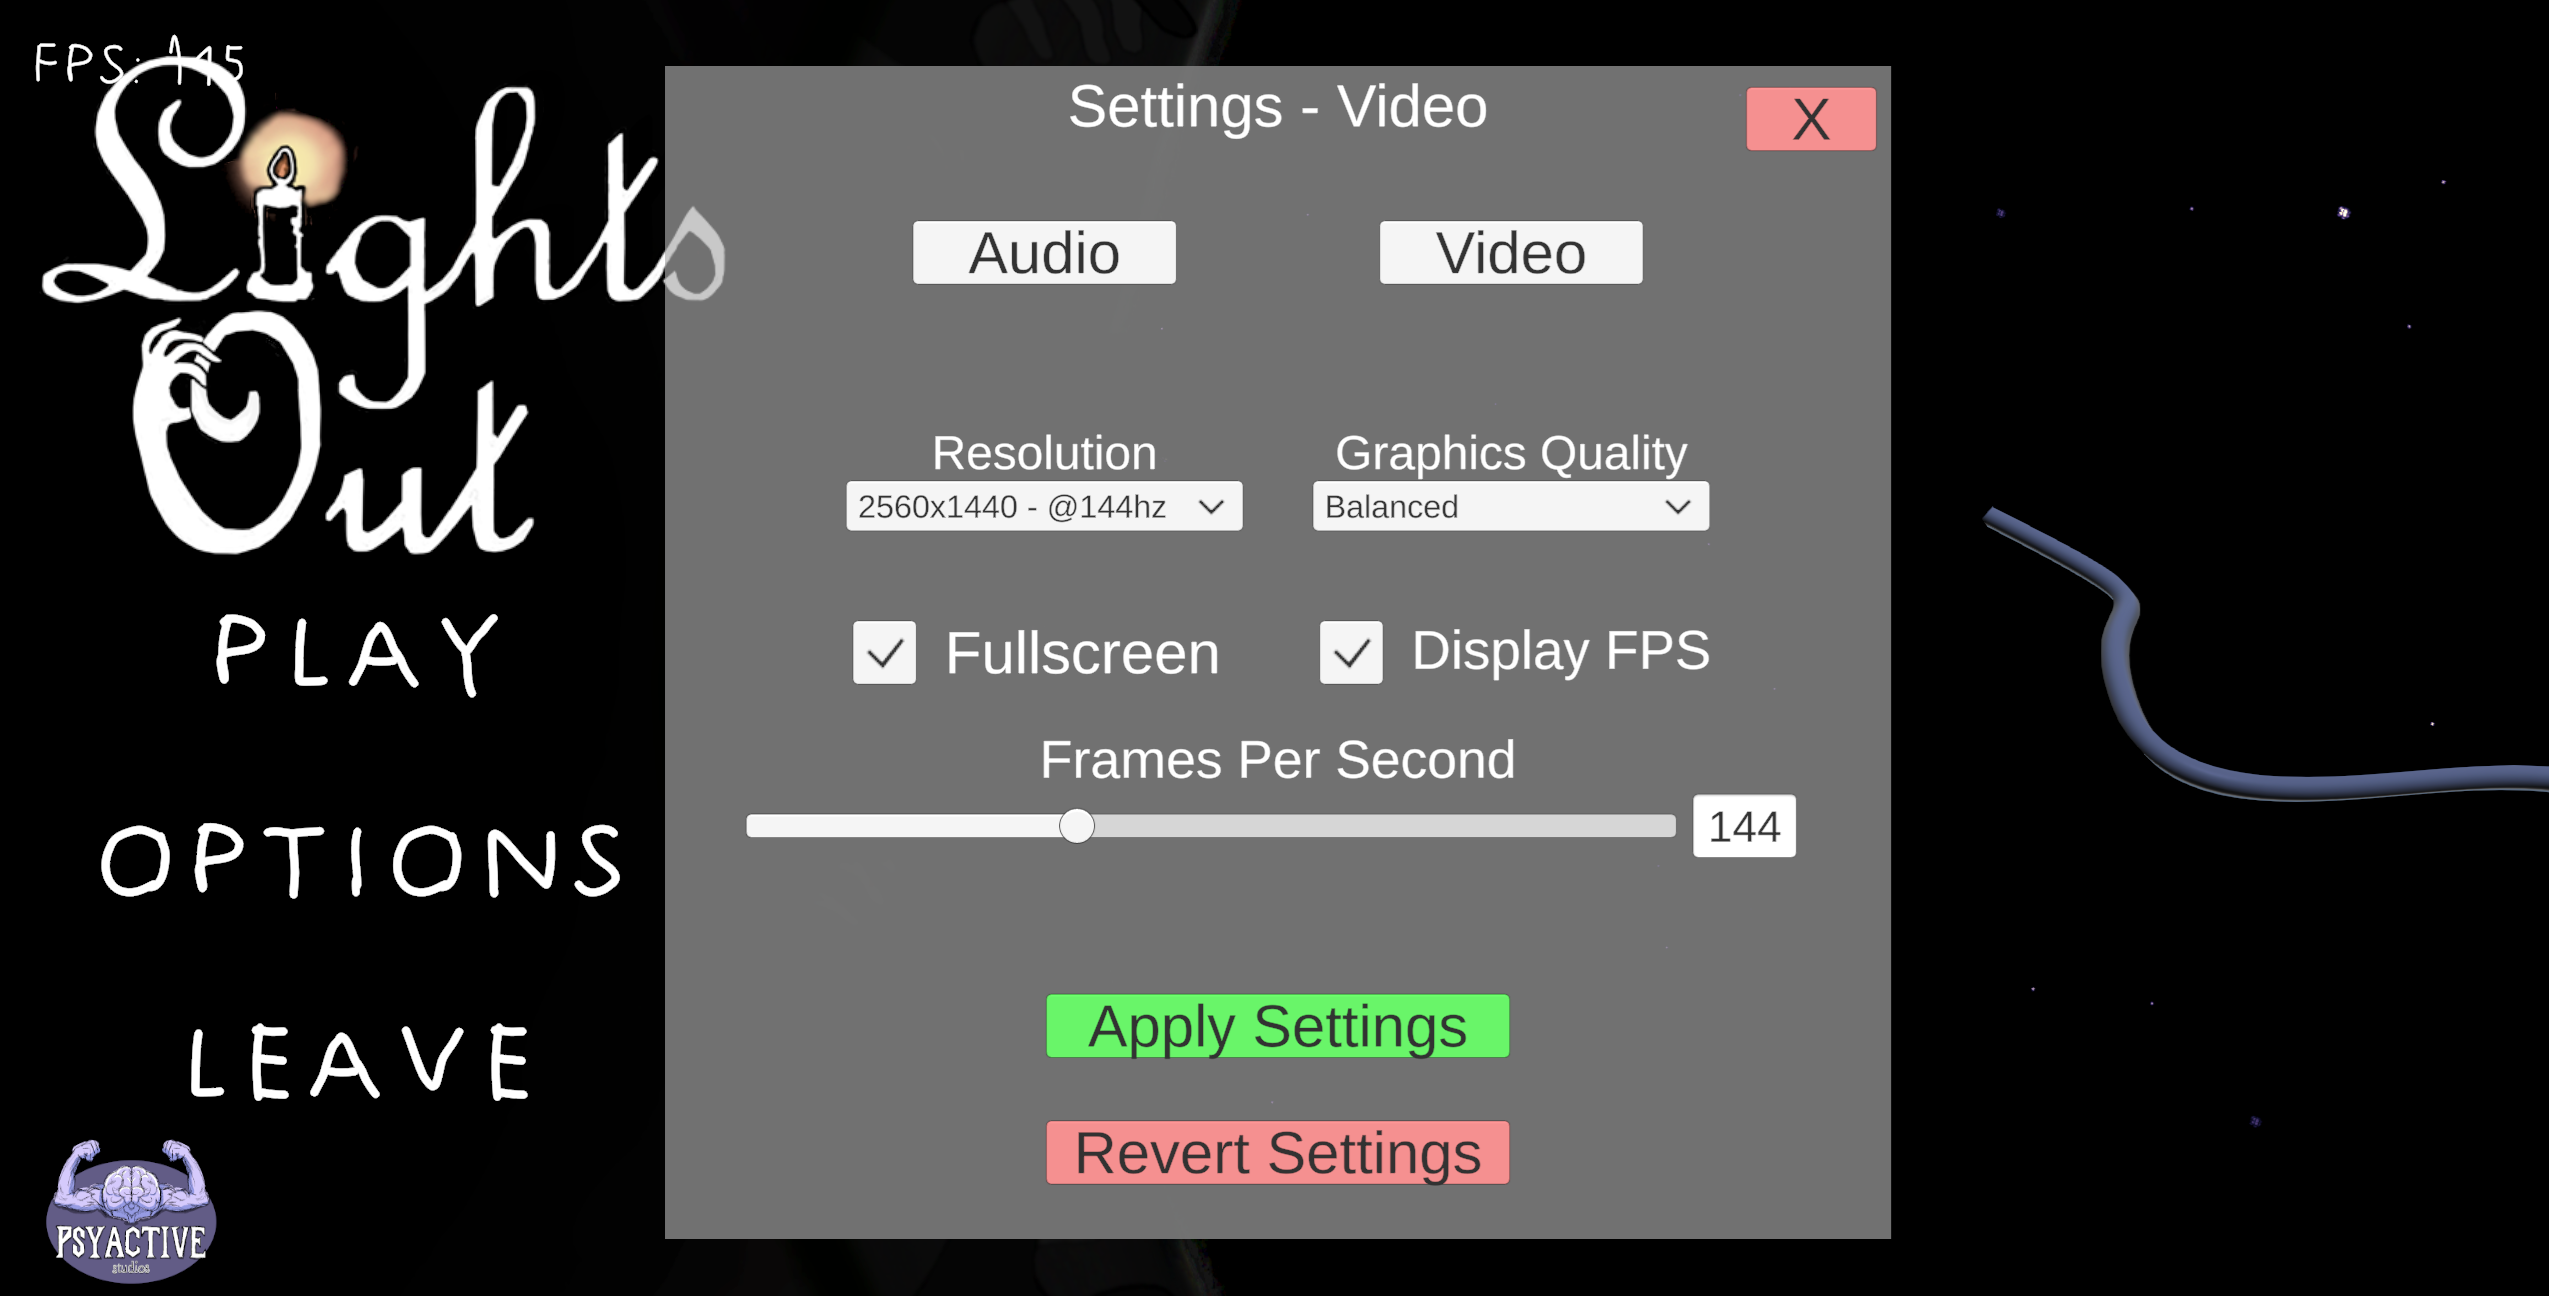 FPS: 145
Lights
Out
PLAY
OPTIONS
LEAVE
PSYACTIVE
studios
Settings - Video
X
Audio
Video
Resolution
Graphics Quality
2560x1440 - @144hz
Balanced
Fullscreen
Display FPS
Frames Per Second
144
Apply Settings
Revert Settings